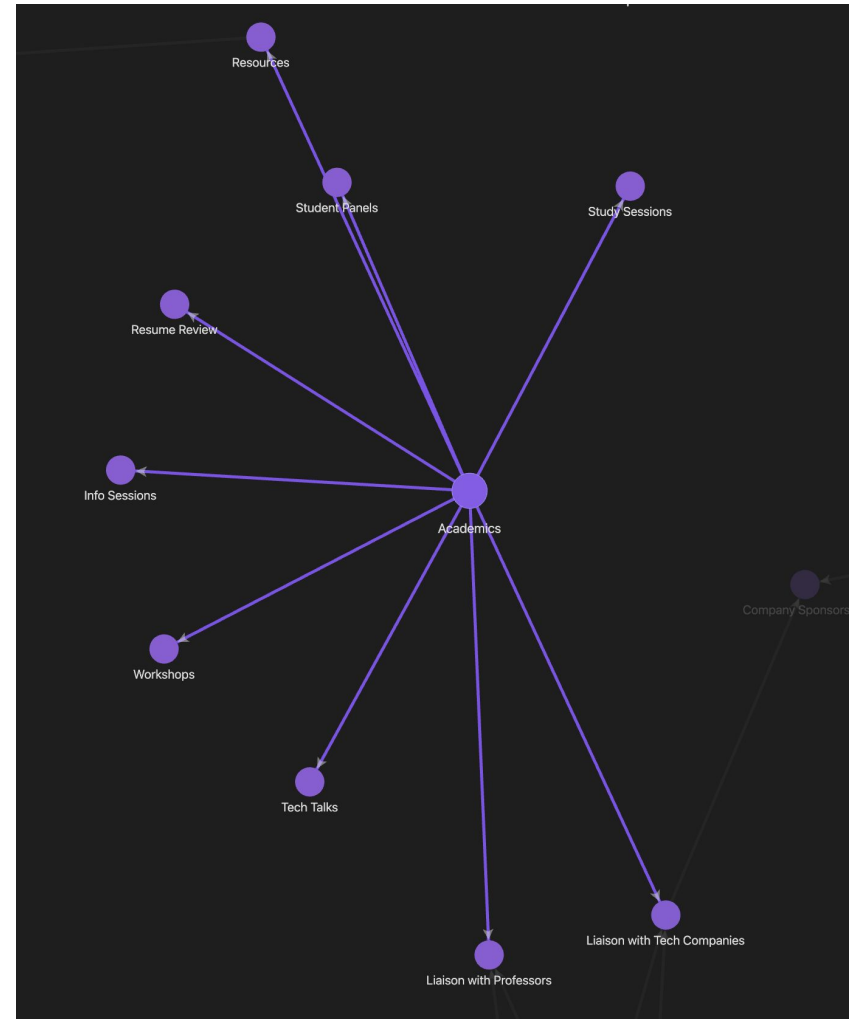 Resources
Student Panels
Study Sessions
Resume Review
Info Sessions
Academics
Company Sponsors
Workshops
Tech Talks
Liaison with Tech Companies
Liaison with Professors